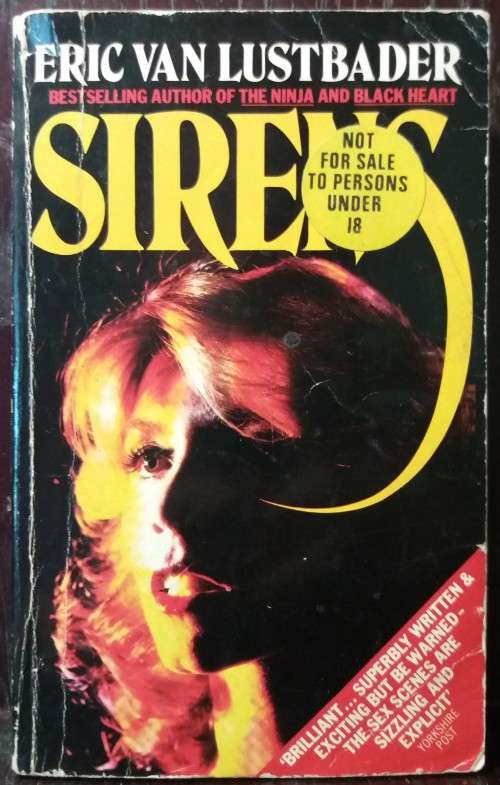 ERIC VAN LUSTBADER
BESTSELLING AUTHOR OF THE NINJA AND BLACK HEART
SIRENS
NOT
FOR SALE
TO PERSONS
UNDER
18
'BRILLIANT... SUPERBLY WRITTEN &
EXCITING BUT BE WARNED-
THE SEX SCENES ARE
SIZZLING AND
EXPLICIT'
YORKSHIRE
POST